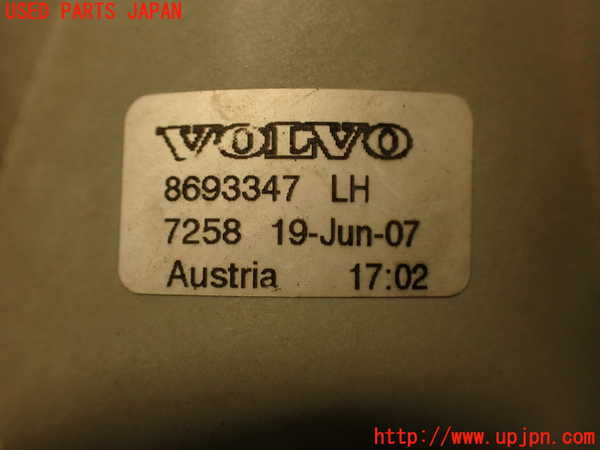 USED PARTS JAPAN
VOLVO
8693347 LH
7258 19-Jun-07
Austria 17:02
http://www.upjpn.com/